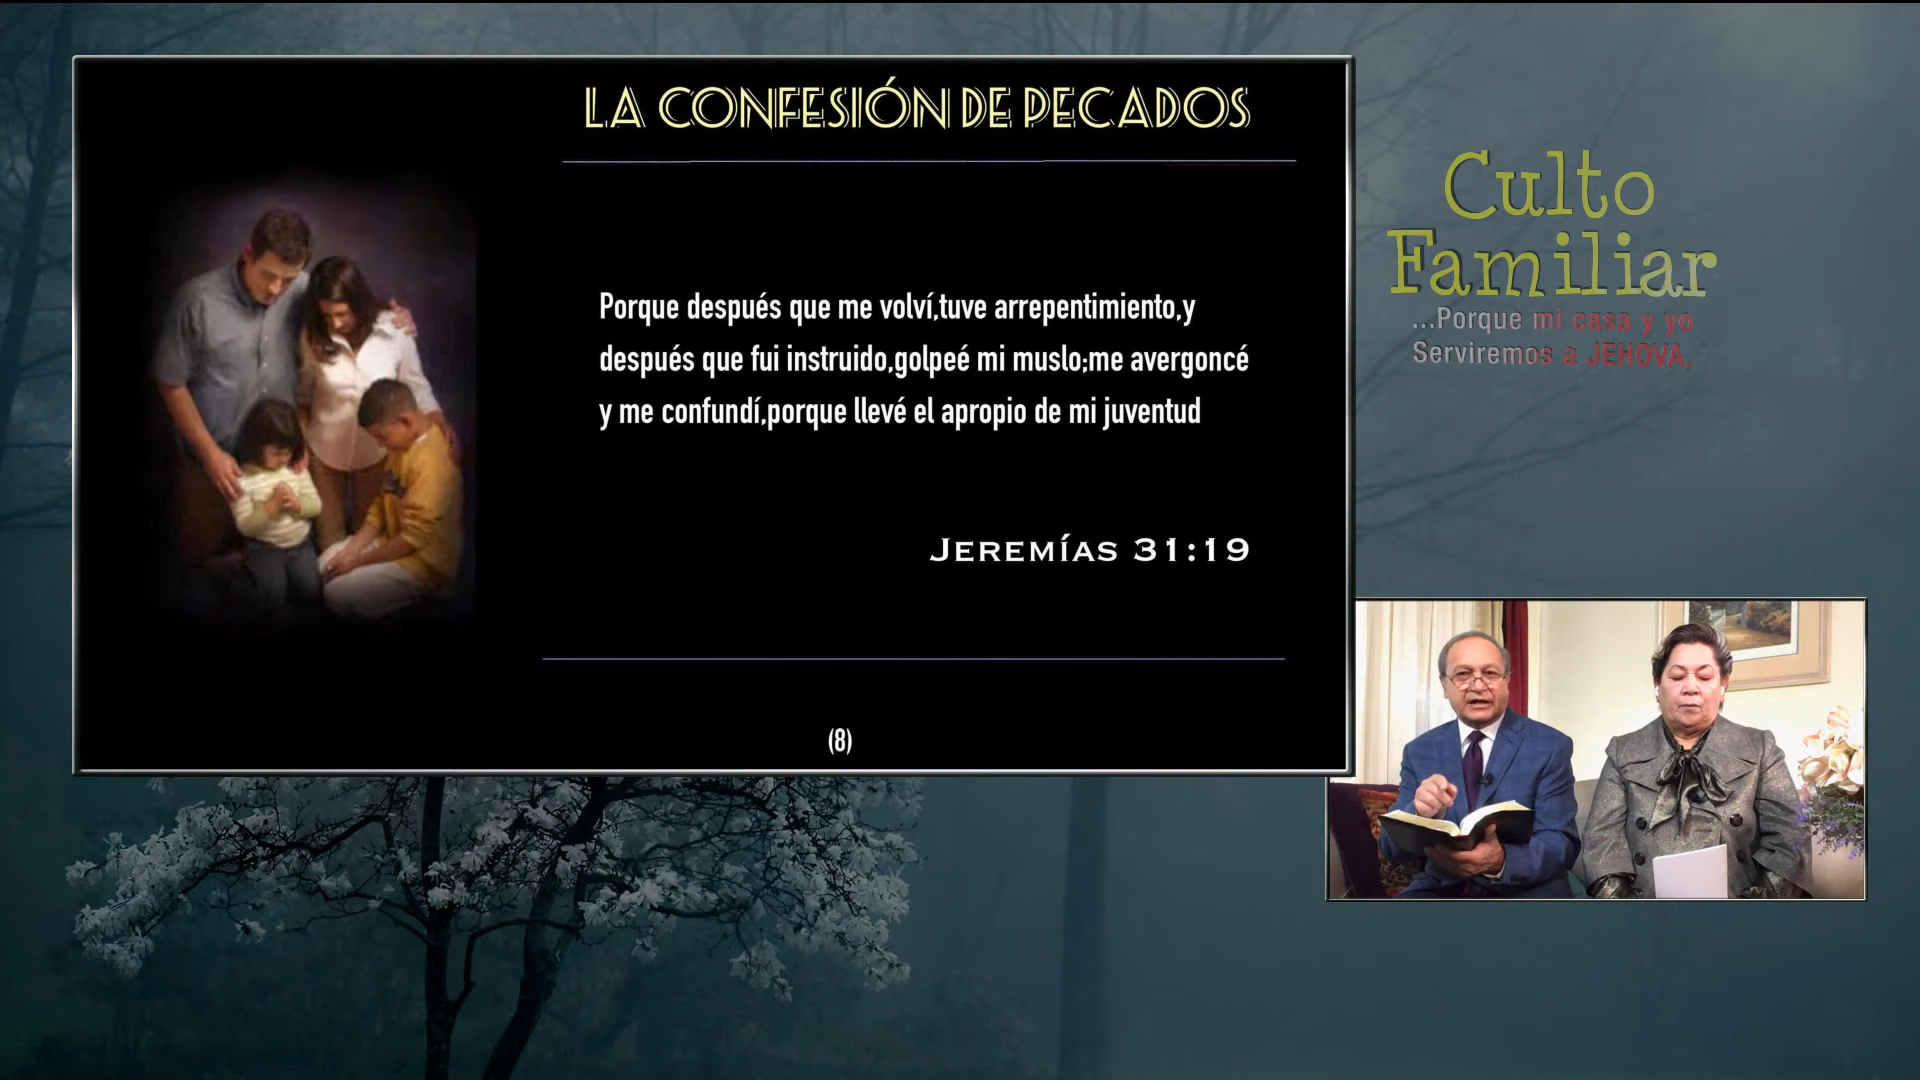 LA CONFESIÓN DE PECADOS
Porque después que me volví,tuve arrepentimiento,y
después que fui instruido,golpeé mi muslo;me avergoncé
y me confundí,porque llevé el apropio de mi juventud
Jeremías 31:19
(8)
Culto
Familiar
...Porque mi casa y yo
Serviremos a JEHOVA.